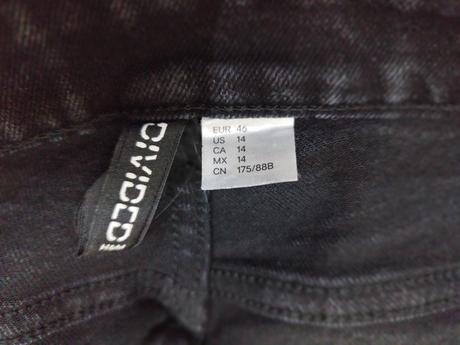 DIVIDED
EUR 46
US 14
CA 14
MX 14
CN 175/88B